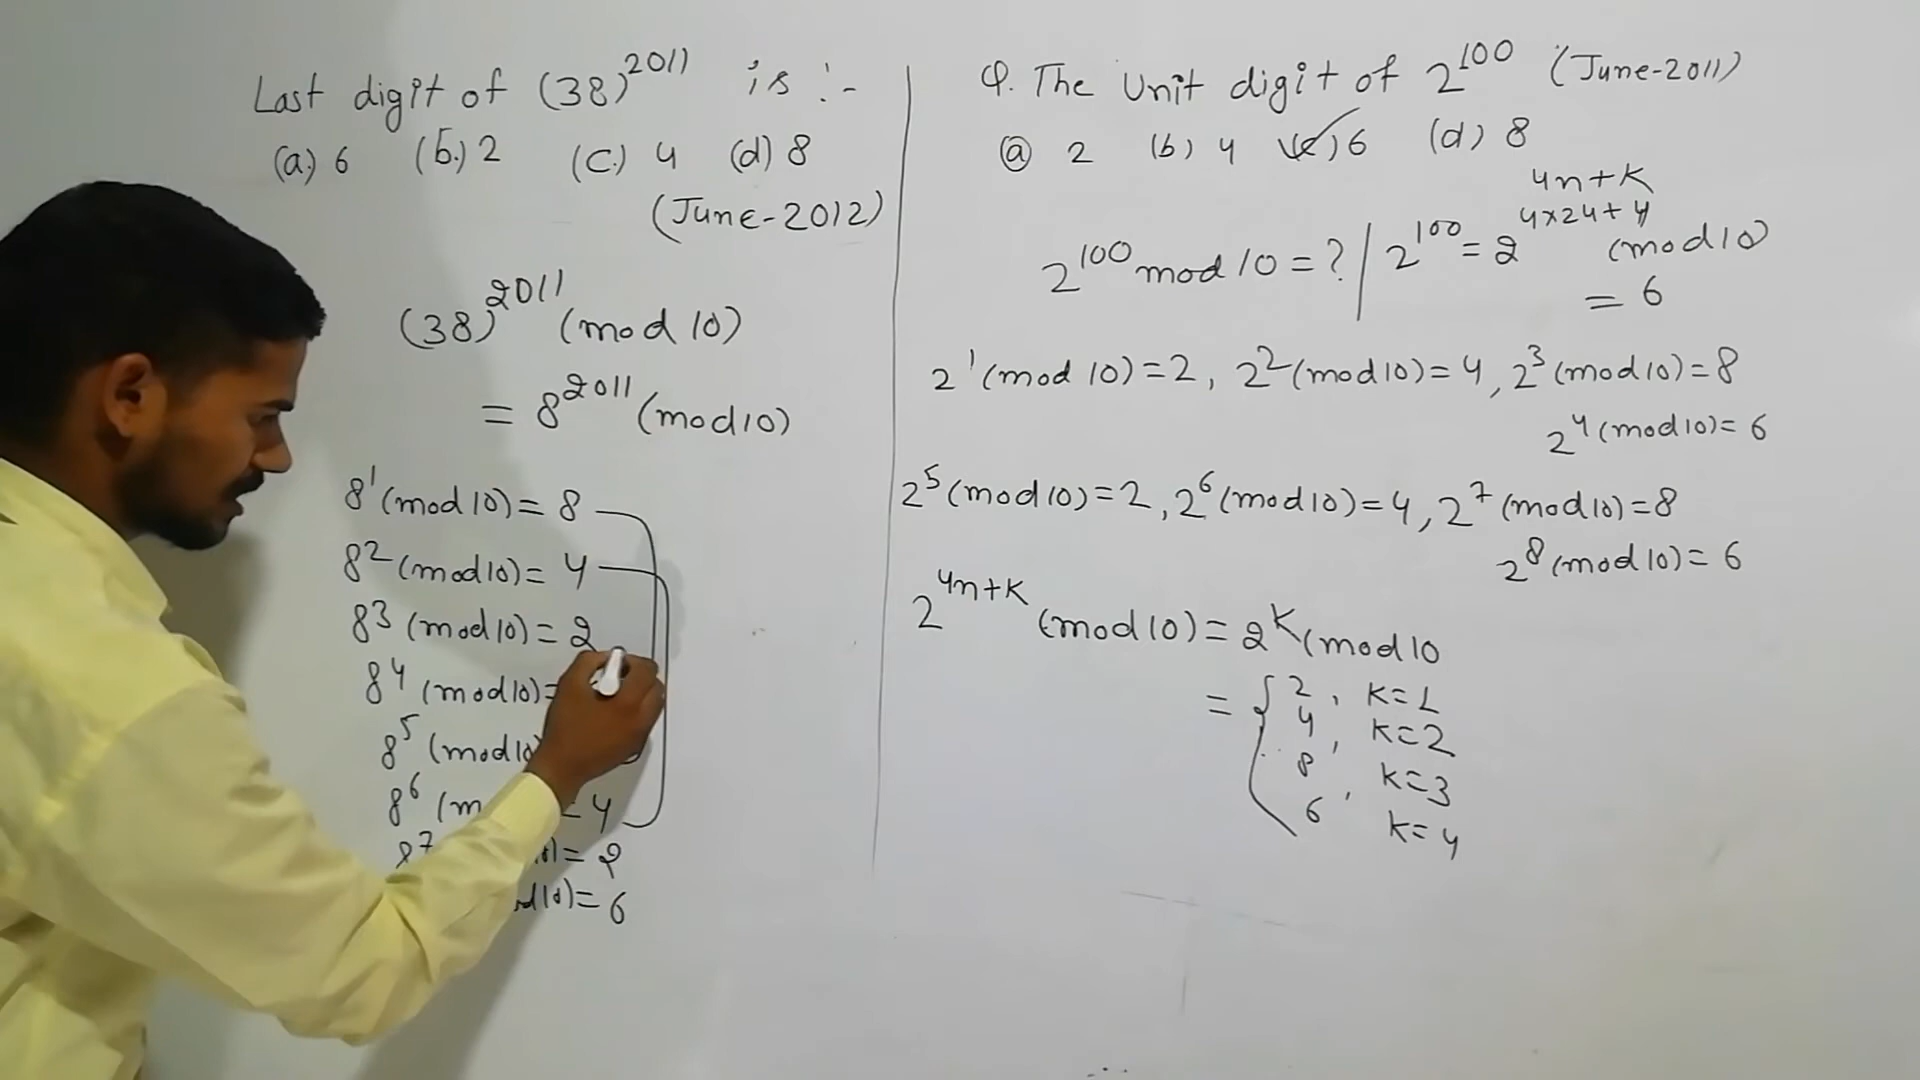 Last digit of (38)^2011 is :-
(a.) 6 (b.) 2 (c.) 4 (d) 8
(June-2012)
(38)^2011 (mod 10)
= 8^2011 (mod 10)
8^1 (mod 10) = 8
8^2 (mod 10) = 4
8^3 (mod 10) = 2
8^4 (mod 10) =
8^5 (mod 10
8^6 (m = 4
8^7 10) = 2
d 10) = 6
Q. The Unit digit of 2^100 (June-2011)
(a) 2 (b) 4 ✓(c) 6 (d) 8
4n+K
2^100 mod 10 = ? | 2^100 = 2^4x24+4 (mod 10)
= 6
2^1 (mod 10) = 2, 2^2 (mod 10) = 4, 2^3 (mod 10) = 8
2^4 (mod 10) = 6
2^5 (mod 10) = 2, 2^6 (mod 10) = 4, 2^7 (mod 10) = 8
2^8 (mod 10) = 6
2^4n+K (mod 10) = 2^K (mod 10
= { 2, K=1
4, K=2
8, K=3
6, K=4